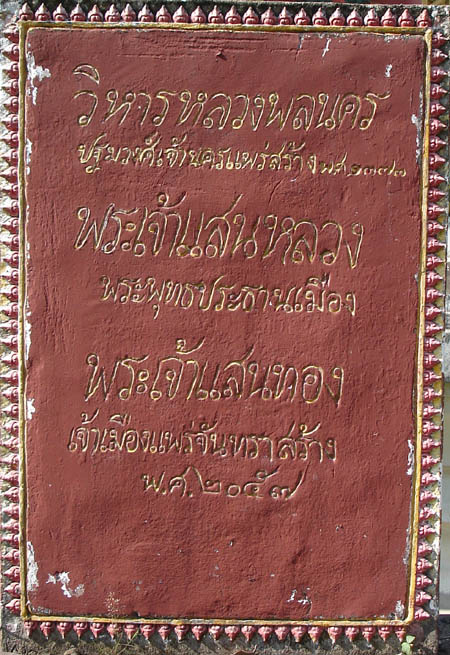 วิหารหลวงพลนคร
ปฐมวงศ์เจ้านครแพร่สร้าง พ.ศ.
พระเจ้าแสนหลวง
พระพุทธประธานเมือง
พระเจ้าแสนทอง
เจ้าเมืองแพร่จันทราสร้าง
พ.ศ.๒๐๕๗